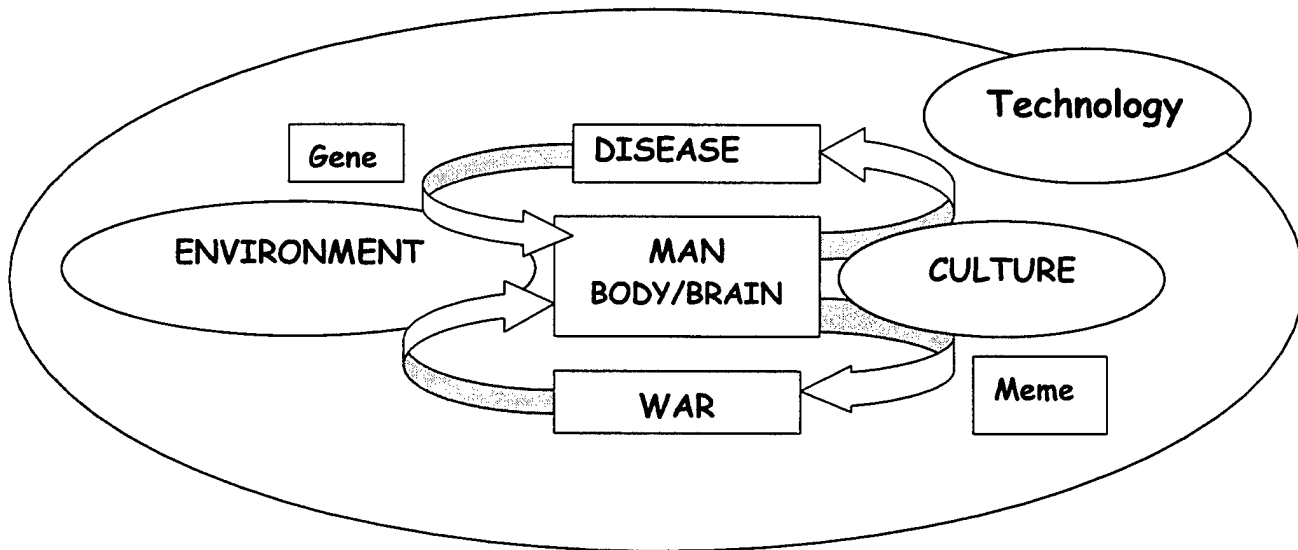 Technology
Gene
DISEASE
ENVIRONMENT
MAN
BODY/BRAIN
CULTURE
WAR
Meme